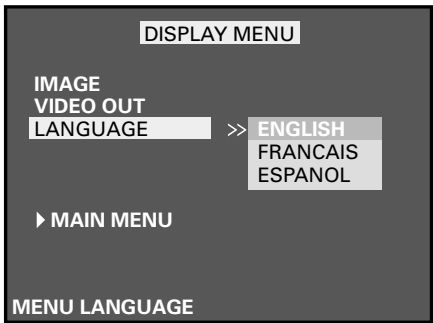 DISPLAY MENU
IMAGE
VIDEO OUT
LANGUAGE >> ENGLISH
FRANCAIS
ESPANOL
MAIN MENU
MENU LANGUAGE